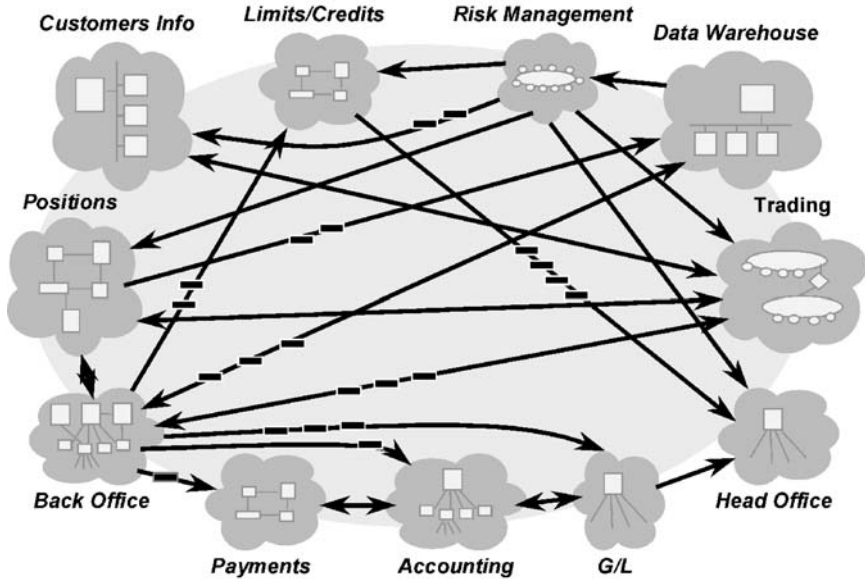 Customers Info
Limits/Credits
Risk Management
Data Warehouse
Positions
Trading
Back Office
Payments
Accounting
G/L
Head Office